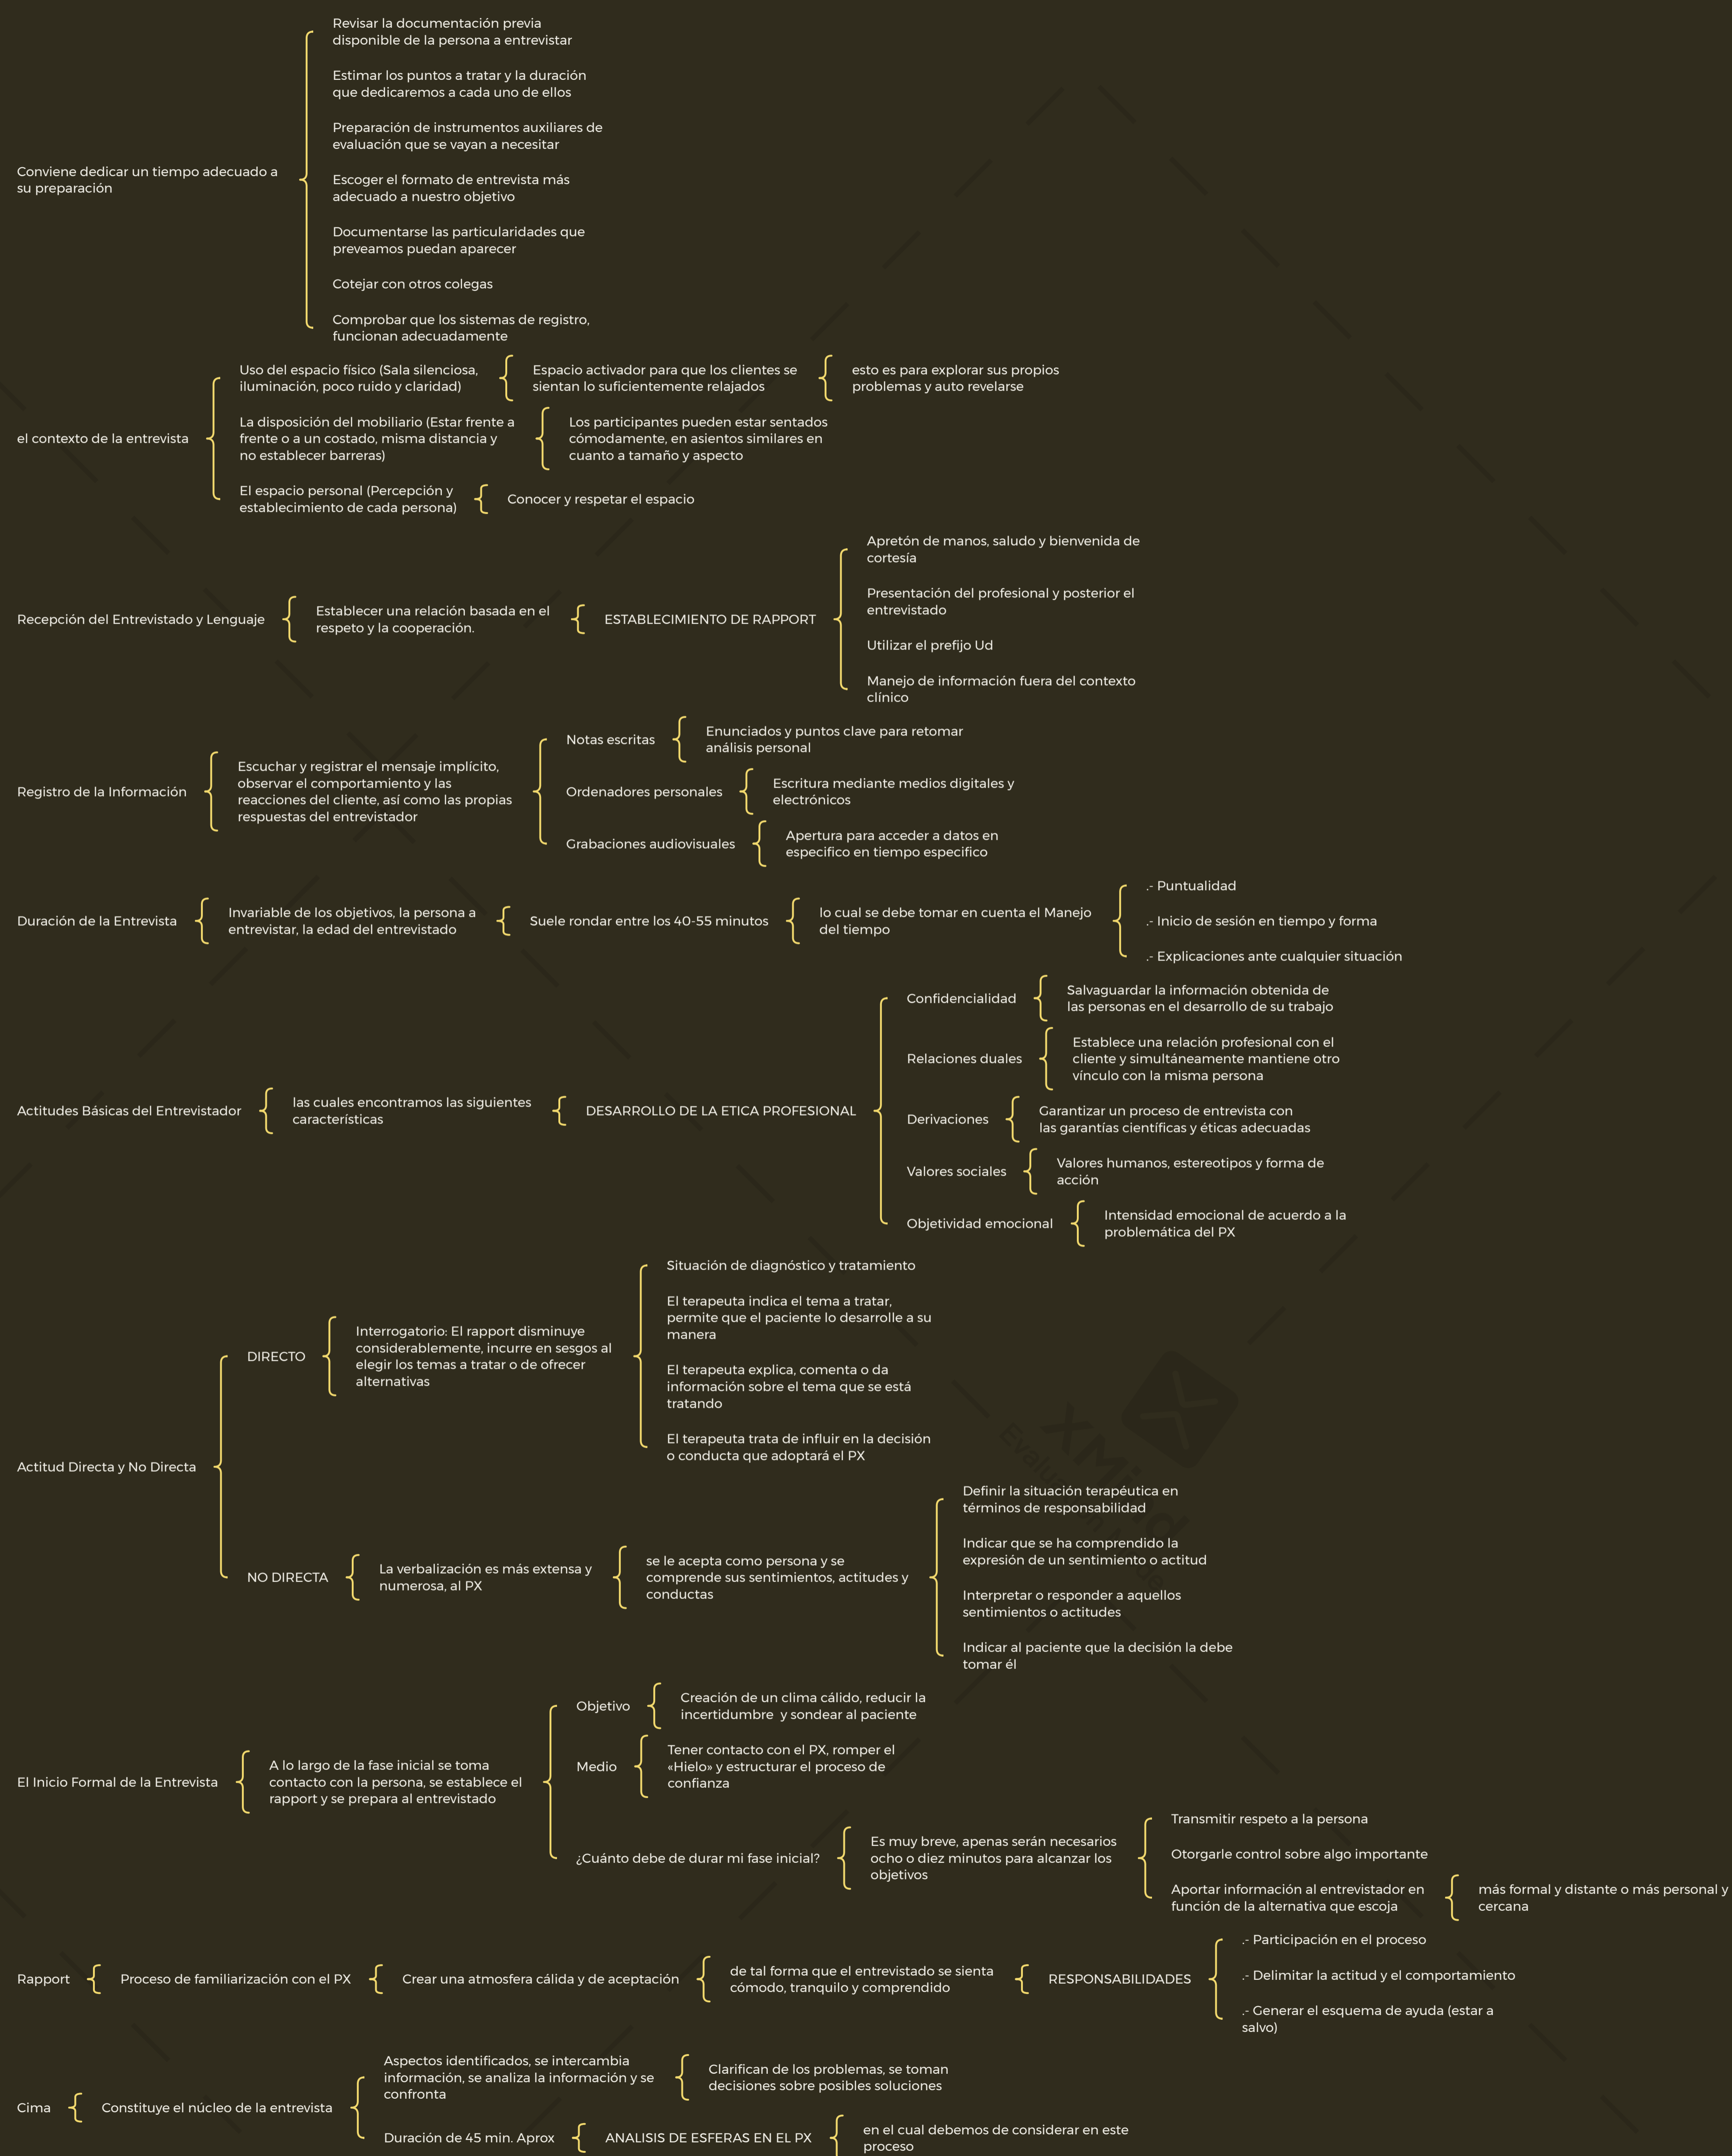 Revisar la documentación previa
disponible de la persona a entrevistar
Estimar los puntos a tratar y la duración
que dedicaremos a cada uno de ellos
Preparación de instrumentos auxiliares de
evaluación que se vayan a necesitar
Conviene dedicar un tiempo adecuado a
su preparación
Escoger el formato de entrevista más
adecuado a nuestro objetivo
Documentarse las particularidades que
preveamos puedan aparecer
Cotejar con otros colegas
Comprobar que los sistemas de registro,
funcionan adecuadamente
el contexto de la entrevista
Uso del espacio físico (Sala silenciosa,
iluminación, poco ruido y claridad)
Espacio activador para que los clientes se
sientan lo suficientemente relajados
esto es para explorar sus propios
problemas y auto revelarse
La disposición del mobiliario (Estar frente a
frente o a un costado, misma distancia y
no establecer barreras)
Los participantes pueden estar sentados
cómodamente, en asientos similares en
cuanto a tamaño y aspecto
El espacio personal (Percepción y
establecimiento de cada persona)
Conocer y respetar el espacio
Recepción del Entrevistado y Lenguaje
Establecer una relación basada en el
respeto y la cooperación.
ESTABLECIMIENTO DE RAPPORT
Apretón de manos, saludo y bienvenida de
cortesía
Presentación del profesional y posterior el
entrevistado
Utilizar el prefijo Ud
Manejo de información fuera del contexto
clínico
Registro de la Información
Escuchar y registrar el mensaje implícito,
observar el comportamiento y las
reacciones del cliente, así como las propias
respuestas del entrevistador
Notas escritas
Enunciados y puntos clave para retomar
análisis personal
Ordenadores personales
Escritura mediante medios digitales y
electrónicos
Grabaciones audiovisuales
Apertura para acceder a datos en
especifico en tiempo especifico
Duración de la Entrevista
Invariable de los objetivos, la persona a
entrevistar, la edad del entrevistado
Suele rondar entre los 40-55 minutos
lo cual se debe tomar en cuenta el Manejo
del tiempo
.- Puntualidad
.- Inicio de sesión en tiempo y forma
.- Explicaciones ante cualquier situación
Actitudes Básicas del Entrevistador
las cuales encontramos las siguientes
características
DESARROLLO DE LA ETICA PROFESIONAL
Confidencialidad
Salvaguardar la información obtenida de
las personas en el desarrollo de su trabajo
Relaciones duales
Establece una relación profesional con el
cliente y simultáneamente mantiene otro
vínculo con la misma persona
Derivaciones
Garantizar un proceso de entrevista con
las garantías científicas y éticas adecuadas
Valores sociales
Valores humanos, estereotipos y forma de
acción
Objetividad emocional
Intensidad emocional de acuerdo a la
problemática del PX
Actitud Directa y No Directa
DIRECTO
Interrogatorio: El rapport disminuye
considerablemente, incurre en sesgos al
elegir los temas a tratar o de ofrecer
alternativas
Situación de diagnóstico y tratamiento
El terapeuta indica el tema a tratar,
permite que el paciente lo desarrolle a su
manera
El terapeuta explica, comenta o da
información sobre el tema que se está
tratando
El terapeuta trata de influir en la decisión
o conducta que adoptará el PX
NO DIRECTA
La verbalización es más extensa y
numerosa, al PX
se le acepta como persona y se
comprende sus sentimientos, actitudes y
conductas
Definir la situación terapéutica en
términos de responsabilidad
Indicar que se ha comprendido la
expresión de un sentimiento o actitud
Interpretar o responder a aquellos
sentimientos o actitudes
Indicar al paciente que la decisión la debe
tomar él
El Inicio Formal de la Entrevista
A lo largo de la fase inicial se toma
contacto con la persona, se establece el
rapport y se prepara al entrevistado
Objetivo
Creación de un clima cálido, reducir la
incertidumbre y sondear al paciente
Medio
Tener contacto con el PX, romper el
«Hielo» y estructurar el proceso de
confianza
¿Cuánto debe de durar mi fase inicial?
Es muy breve, apenas serán necesarios
ocho o diez minutos para alcanzar los
objetivos
Transmitir respeto a la persona
Otorgarle control sobre algo importante
Aportar información al entrevistador en
función de la alternativa que escoja
más formal y distante o más personal y
cercana
Rapport
Proceso de familiarización con el PX
Crear una atmosfera cálida y de aceptación
de tal forma que el entrevistado se sienta
cómodo, tranquilo y comprendido
RESPONSABILIDADES
.- Participación en el proceso
.- Delimitar la actitud y el comportamiento
.- Generar el esquema de ayuda (estar a
salvo)
Cima
Constituye el núcleo de la entrevista
Aspectos identificados, se intercambia
información, se analiza la información y se
confronta
Clarifican de los problemas, se toman
decisiones sobre posibles soluciones
Duración de 45 min. Aprox
ANALISIS DE ESFERAS EN EL PX
en el cual debemos de considerar en este
proceso